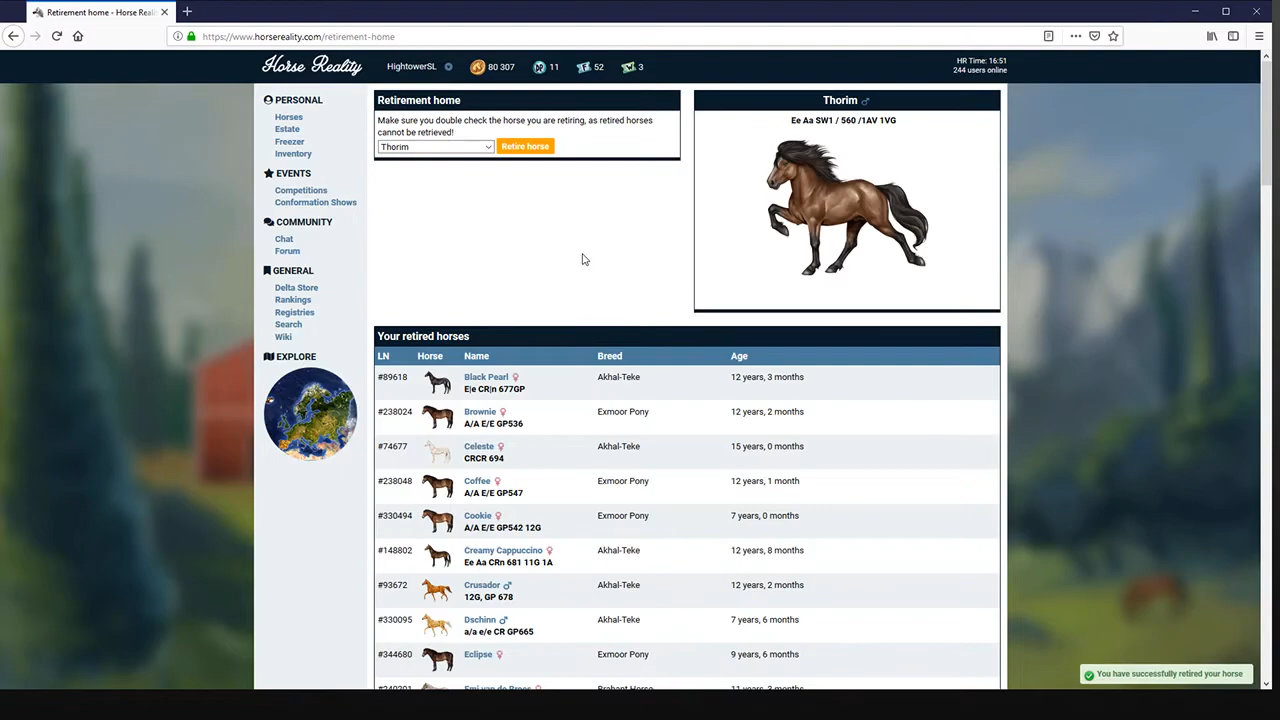 Retirement home - Horse Reali
https://www.horsereality.com/retirement-home
Horse Reality
HightowerSL
80 307
11
52
3
HR Time: 16:51
244 users online
PERSONAL
Horses
Estate
Freezer
Inventory
EVENTS
Competitions
Conformation Shows
COMMUNITY
Chat
Forum
GENERAL
Delta Store
Rankings
Registries
Search
Wiki
EXPLORE
Retirement home
Make sure you double check the horse you are retiring, as retired horses
cannot be retrieved!
Thorim
Retire horse
Thorim ♂
Ee Aa SW1 / 560 /1AV 1VG
Your retired horses
LN Horse Name Breed Age
#89618 Black Pearl ♀ Akhal-Teke 12 years, 3 months
E|e CR|n 677GP
#238024 Brownie ♀ Exmoor Pony 12 years, 2 months
A/A E/E GP536
#74677 Celeste ♀ Akhal-Teke 15 years, 0 months
CRCR 694
#238048 Coffee ♀ Exmoor Pony 12 years, 1 month
A/A E/E GP547
#330494 Cookie ♀ Exmoor Pony 7 years, 0 months
A/A E/E GP542 12G
#148802 Creamy Cappuccino ♀ Akhal-Teke 12 years, 8 months
Ee Aa CRn 681 11G 1A
#93672 Crusador ♂ Akhal-Teke 12 years, 2 months
12G, GP 678
#330095 Dschinn ♂ Akhal-Teke 7 years, 6 months
a/a e/e CR GP665
#344680 Eclipse ♀ Exmoor Pony 9 years, 6 months
Brabant Horse
You have successfully retired your horse